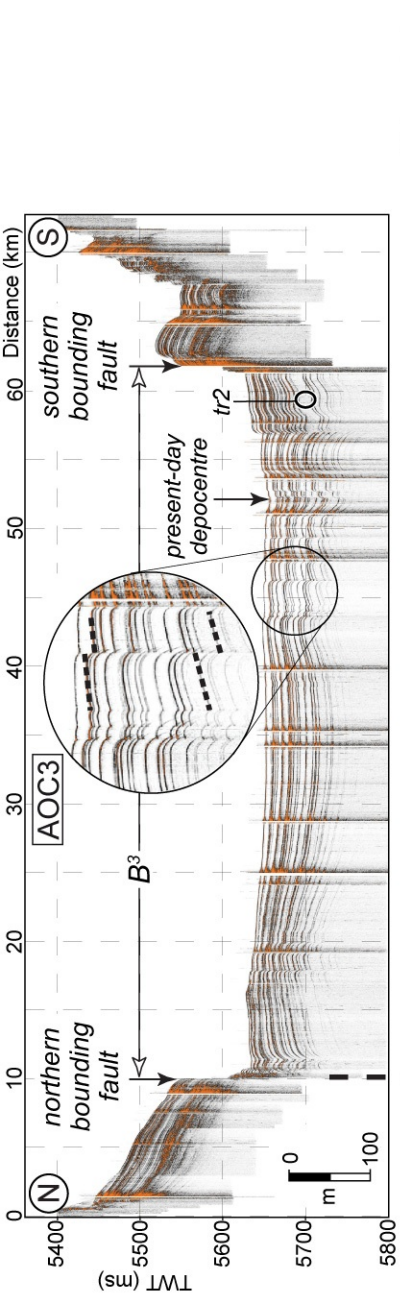 0 10 20 30 40 50 60 Distance (km)
N
northern
bounding
fault
AOC3
B³
southern
bounding
fault
S
present-day
depocentre
tr2
0
m
100
TWT (ms)
5400
5500
5600
5700
5800